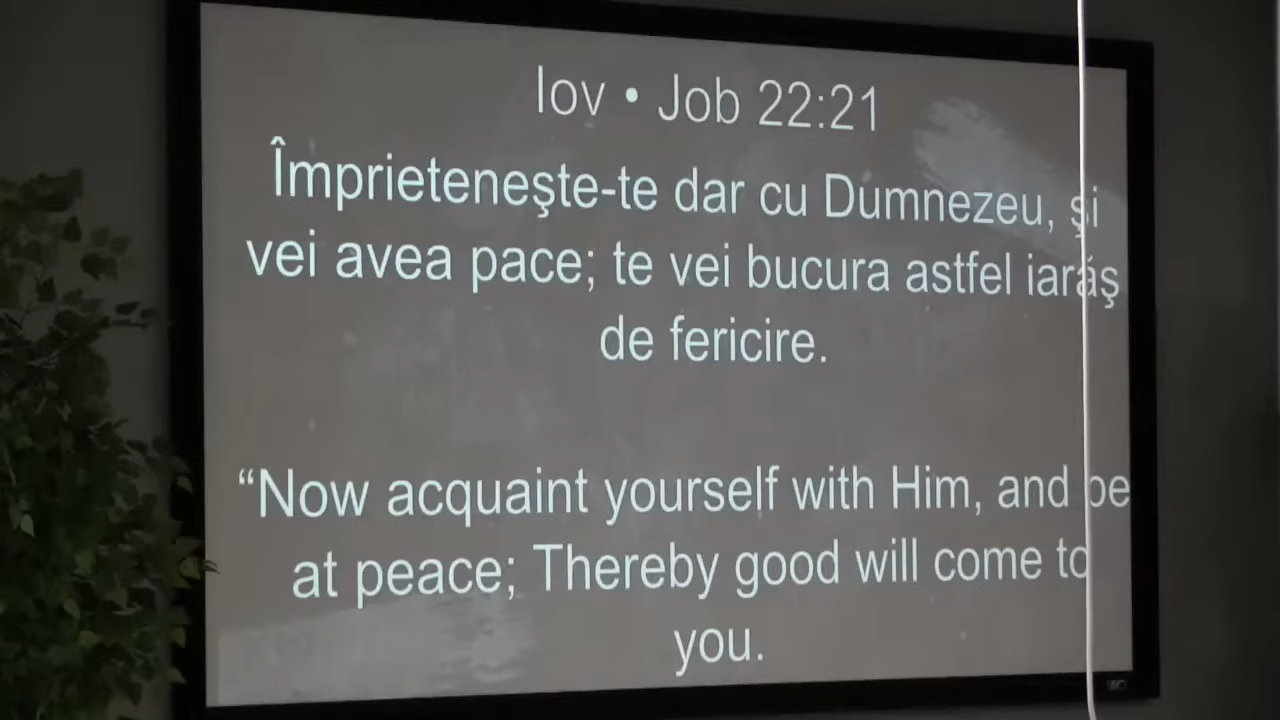 Iov • Job 22:21
Împrieteneşte-te dar cu Dumnezeu, şi
vei avea pace; te vei bucura astfel iarăş
de fericire.
“Now acquaint yourself with Him, and be
at peace; Thereby good will come to
you.